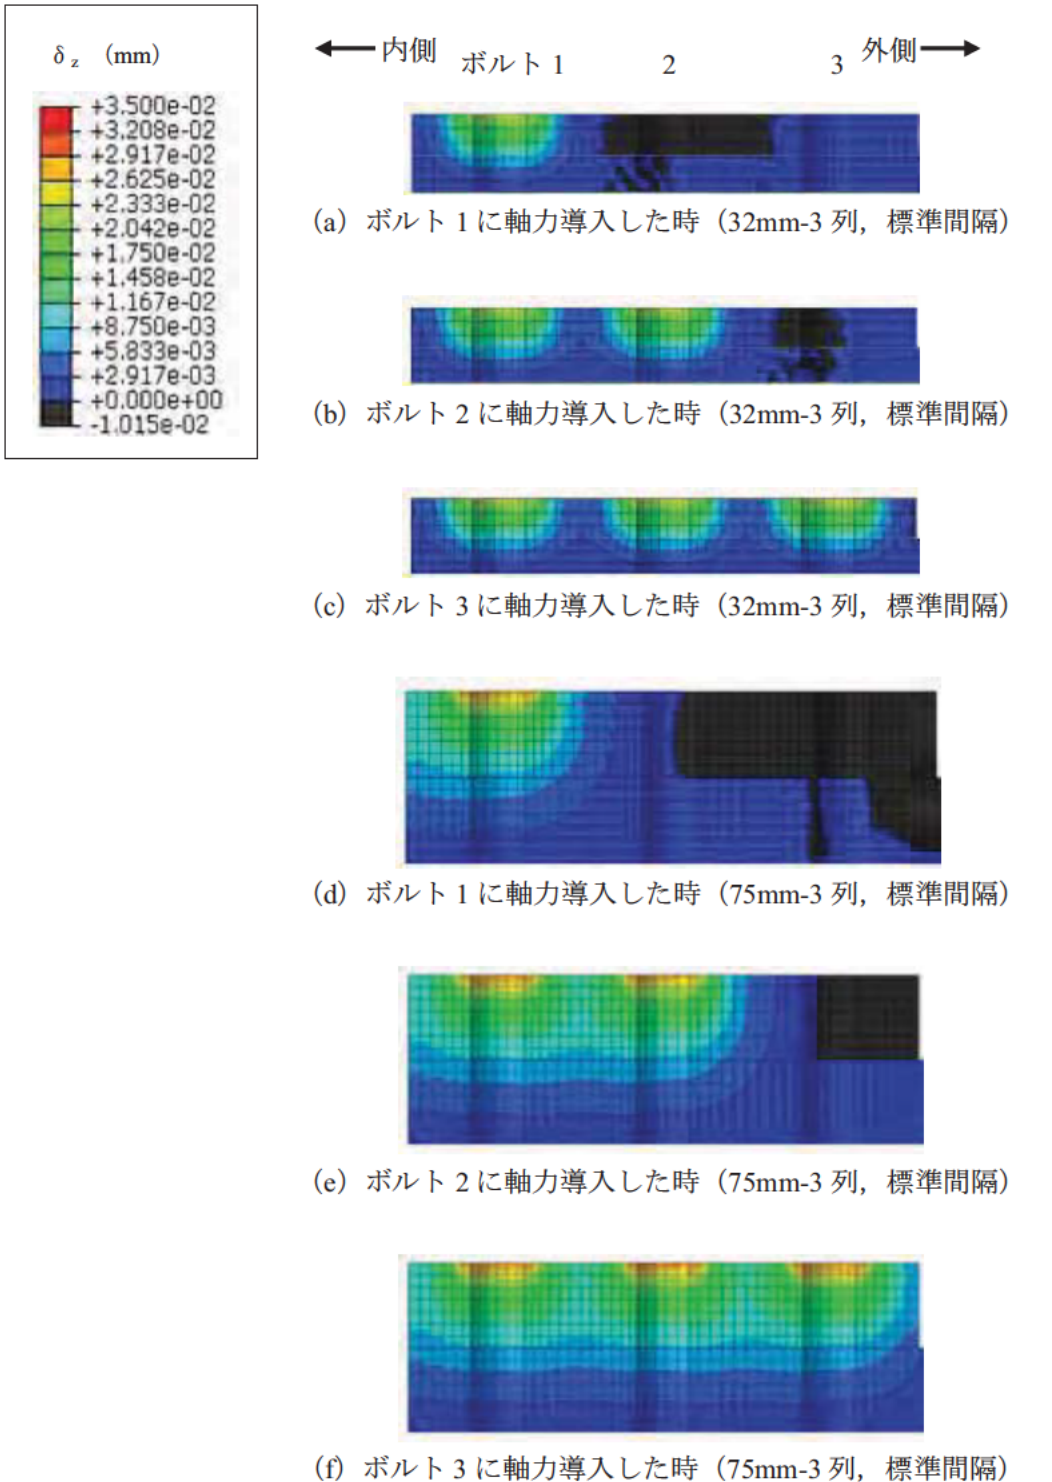 δz (mm)
+3.500e-02
+3.208e-02
+2.917e-02
+2.625e-02
+2.333e-02
+2.042e-02
+1.750e-02
+1.458e-02
+1.167e-02
+8.750e-03
+5.833e-03
+2.917e-03
+0.000e+00
-1.015e-02
内側 ボルト1 2 3 外側
(a) ボルト1に軸力導入した時(32mm-3列，標準間隔)
(b) ボルト2に軸力導入した時(32mm-3列，標準間隔)
(c) ボルト3に軸力導入した時(32mm-3列，標準間隔)
(d) ボルト1に軸力導入した時(75mm-3列，標準間隔)
(e) ボルト2に軸力導入した時(75mm-3列，標準間隔)
(f) ボルト3に軸力導入した時(75mm-3列，標準間隔)